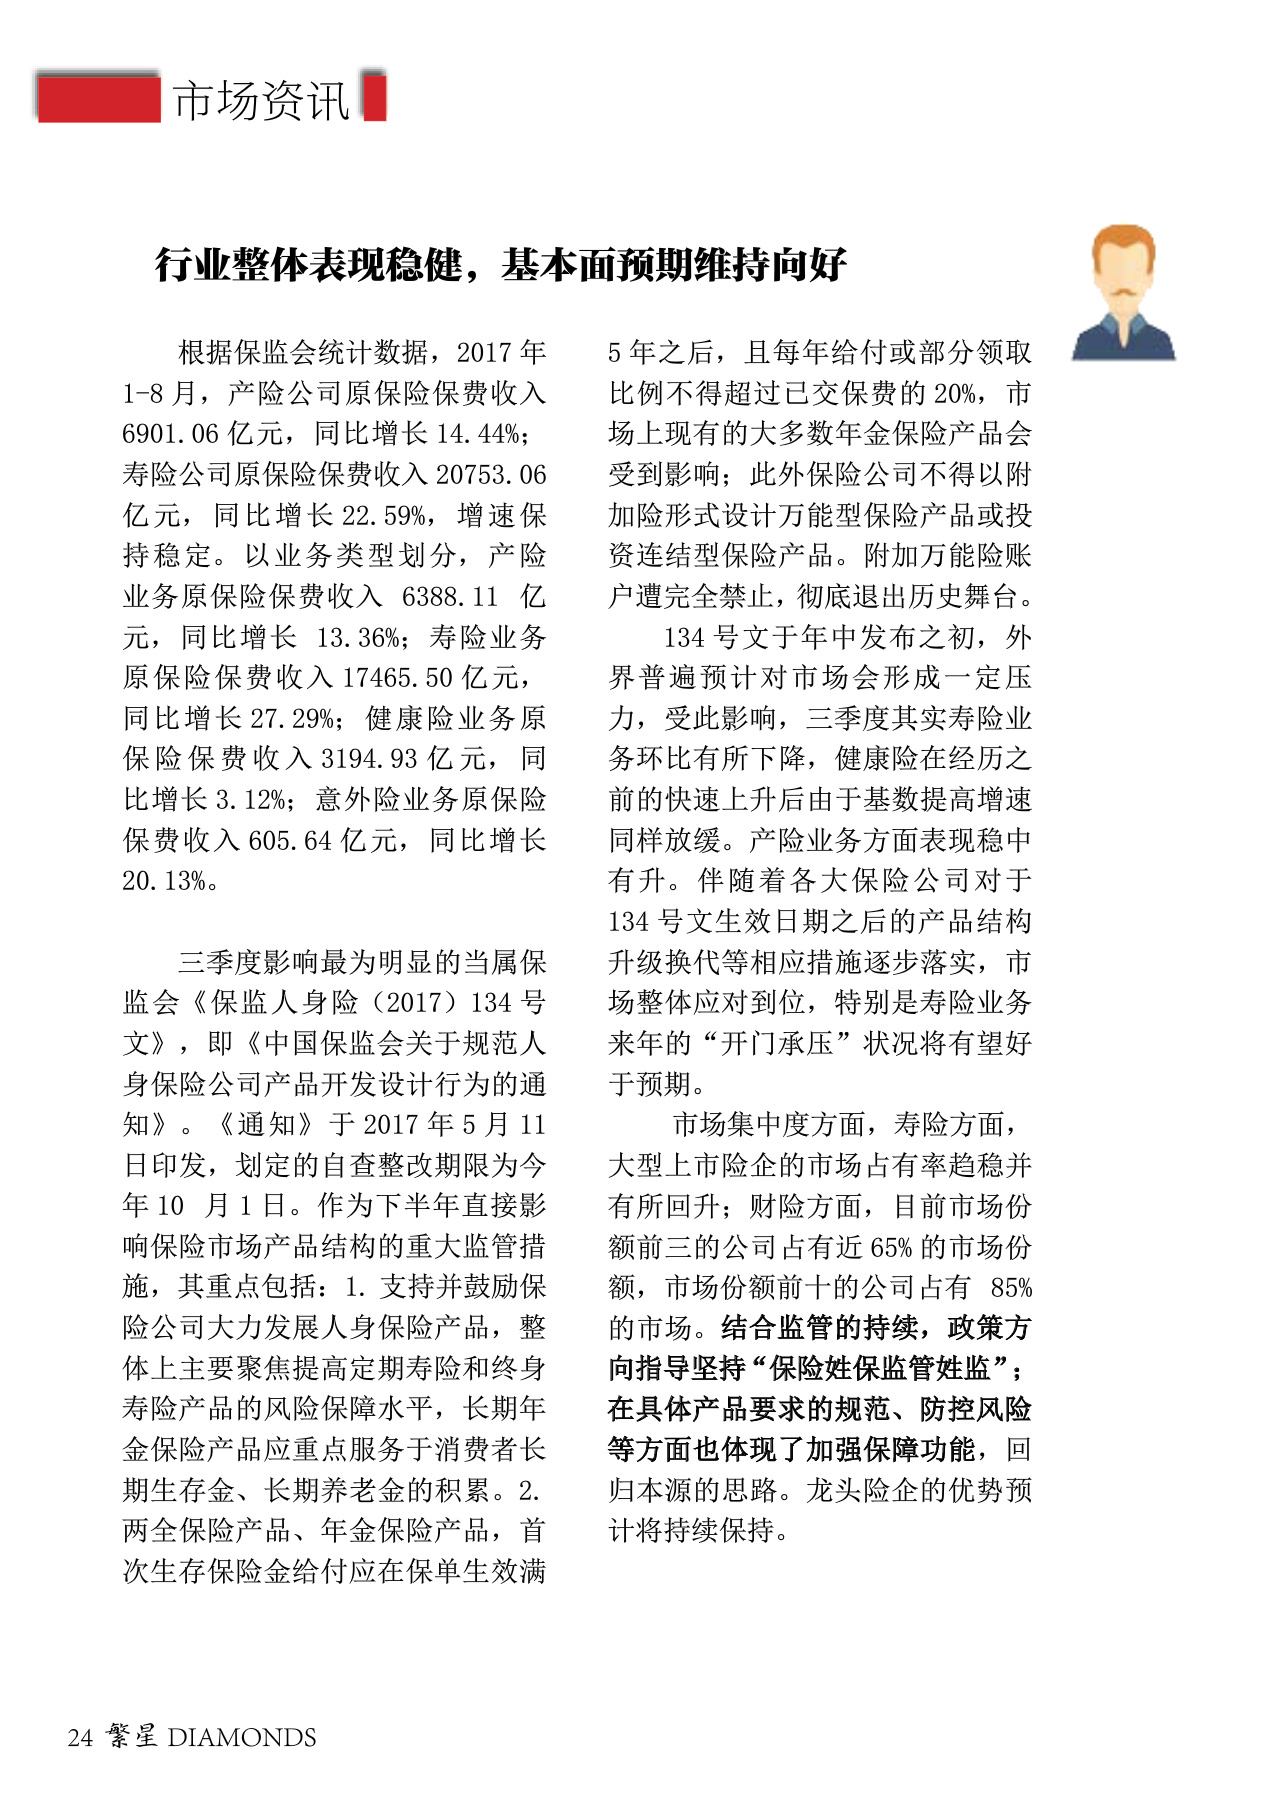 市场资讯
行业整体表现稳健，基本面预期维持向好
根据保监会统计数据，2017 年
1-8 月，产险公司原保险保费收入
6901.06 亿元，同比增长 14.44%；
寿险公司原保险保费收入 20753.06
亿元，同比增长 22.59%，增速保
持稳定。以业务类型划分，产险
业务原保险保费收入 6388.11 亿
元，同比增长 13.36%；寿险业务
原保险保费收入 17465.50 亿元，
同比增长 27.29%；健康险业务原
保险保费收入 3194.93 亿元，同
比增长 3.12%；意外险业务原保险
保费收入 605.64 亿元，同比增长
20.13%。
三季度影响最为明显的当属保
监会《保监人身险（2017）134 号
文》，即《中国保监会关于规范人
身保险公司产品开发设计行为的通
知》。《通知》于 2017 年 5 月 11
日印发，划定的自查整改期限为今
年 10 月 1 日。作为下半年直接影
响保险市场产品结构的重大监管措
施，其重点包括：1. 支持并鼓励保
险公司大力发展人身保险产品，整
体上主要聚焦提高定期寿险和终身
寿险产品的风险保障水平，长期年
金保险产品应重点服务于消费者长
期生存金、长期养老金的积累。2.
两全保险产品、年金保险产品，首
次生存保险金给付应在保单生效满
5 年之后，且每年给付或部分领取
比例不得超过已交保费的 20%，市
场上现有的大多数年金保险产品会
受到影响；此外保险公司不得以附
加险形式设计万能型保险产品或投
资连结型保险产品。附加万能险账
户遭完全禁止，彻底退出历史舞台。
134 号文于年中发布之初，外
界普遍预计对市场会形成一定压
力，受此影响，三季度其实寿险业
务环比有所下降，健康险在经历之
前的快速上升后由于基数提高增速
同样放缓。产险业务方面表现稳中
有升。伴随着各大保险公司对于
134 号文生效日期之后的产品结构
升级换代等相应措施逐步落实，市
场整体应对到位，特别是寿险业务
来年的“开门承压”状况将有望好
于预期。
市场集中度方面，寿险方面，
大型上市险企的市场占有率趋稳并
有所回升；财险方面，目前市场份
额前三的公司占有近 65% 的市场份
额，市场份额前十的公司占有 85%
的市场。结合监管的持续，政策方
向指导坚持“保险姓保监管姓监”；
在具体产品要求的规范、防控风险
等方面也体现了加强保障功能，回
归本源的思路。龙头险企的优势预
计将持续保持。
24 繁星 DIAMONDS